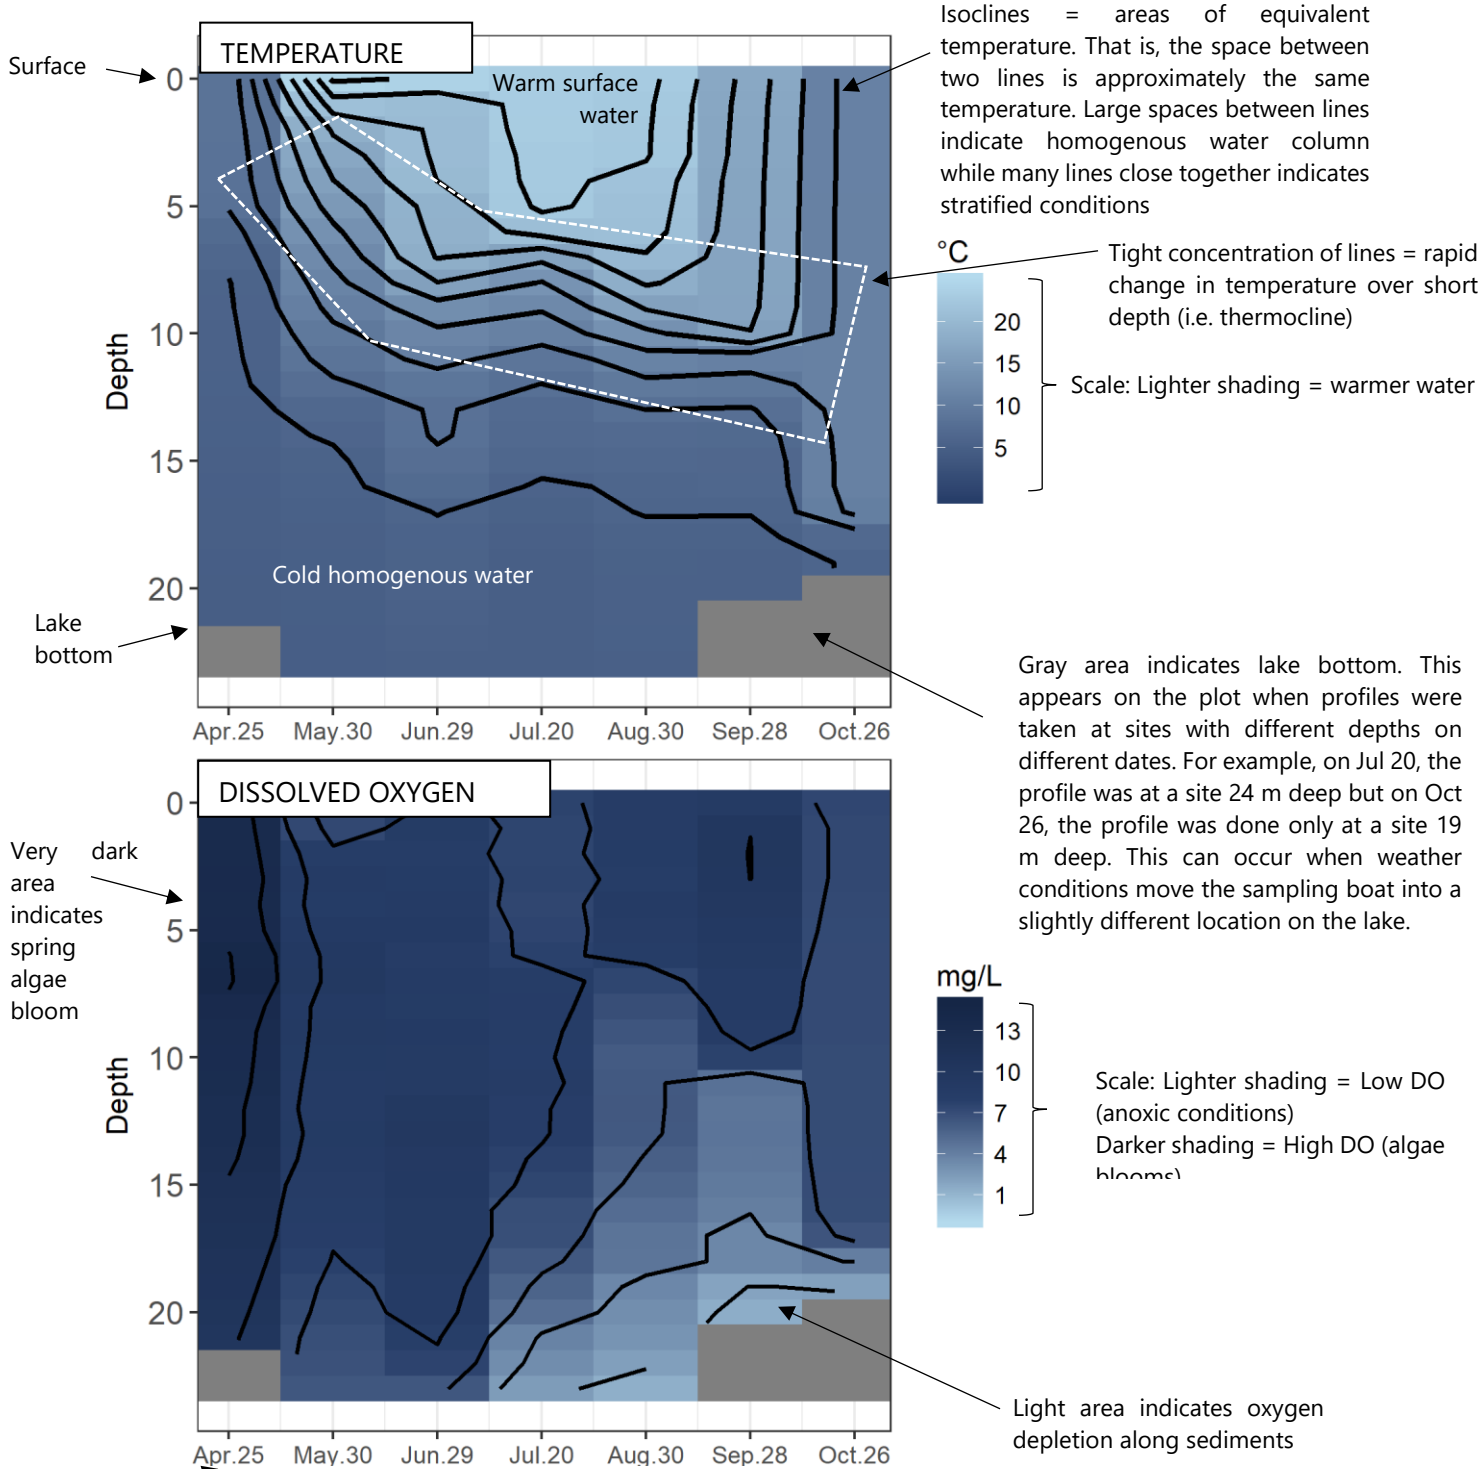 Isoclines = areas of equivalent
temperature. That is, the space between
two lines is approximately the same
temperature. Large spaces between lines
indicate homogenous water column
while many lines close together indicates
stratified conditions
TEMPERATURE
Surface
Warm surface
water
0
5
10
15
20
Depth
°C
20
15
10
5
Tight concentration of lines = rapid
change in temperature over short
depth (i.e. thermocline)
Scale: Lighter shading = warmer water
Cold homogenous water
Lake
bottom
Gray area indicates lake bottom. This
appears on the plot when profiles were
taken at sites with different depths on
different dates. For example, on Jul 20, the
profile was at a site 24 m deep but on Oct
26, the profile was done only at a site 19
m deep. This can occur when weather
conditions move the sampling boat into a
slightly different location on the lake.
Apr.25 May.30 Jun.29 Jul.20 Aug.30 Sep.28 Oct.26
DISSOLVED OXYGEN
Very dark
area
indicates
spring
algae
bloom
0
5
10
15
20
Depth
mg/L
13
10
7
4
1
Scale: Lighter shading = Low DO
(anoxic conditions)
Darker shading = High DO (algae
blooms)
Light area indicates oxygen
depletion along sediments
Apr.25 May.30 Jun.29 Jul.20 Aug.30 Sep.28 Oct.26